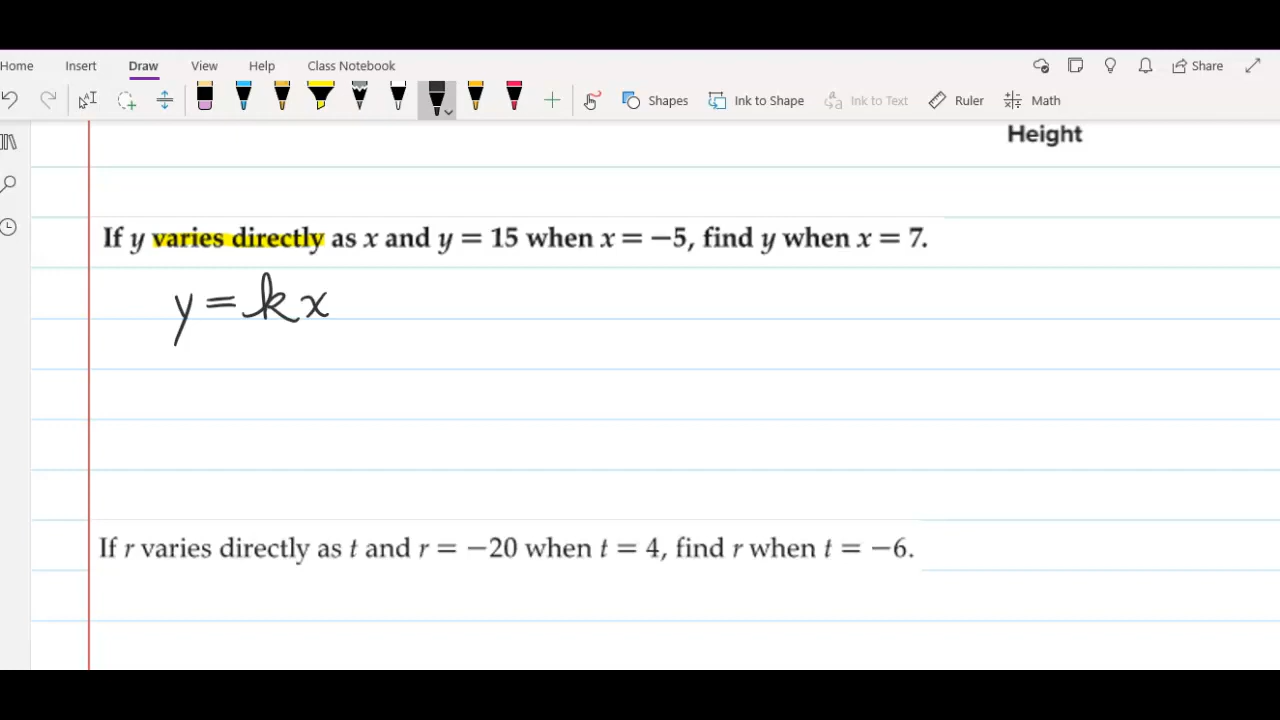 Home Insert Draw View Help Class Notebook Share
Shapes Ink to Shape Ink to Text Ruler Math
Height
If y varies directly as x and y = 15 when x = −5, find y when x = 7.
y = kx
If r varies directly as t and r = −20 when t = 4, find r when t = −6.